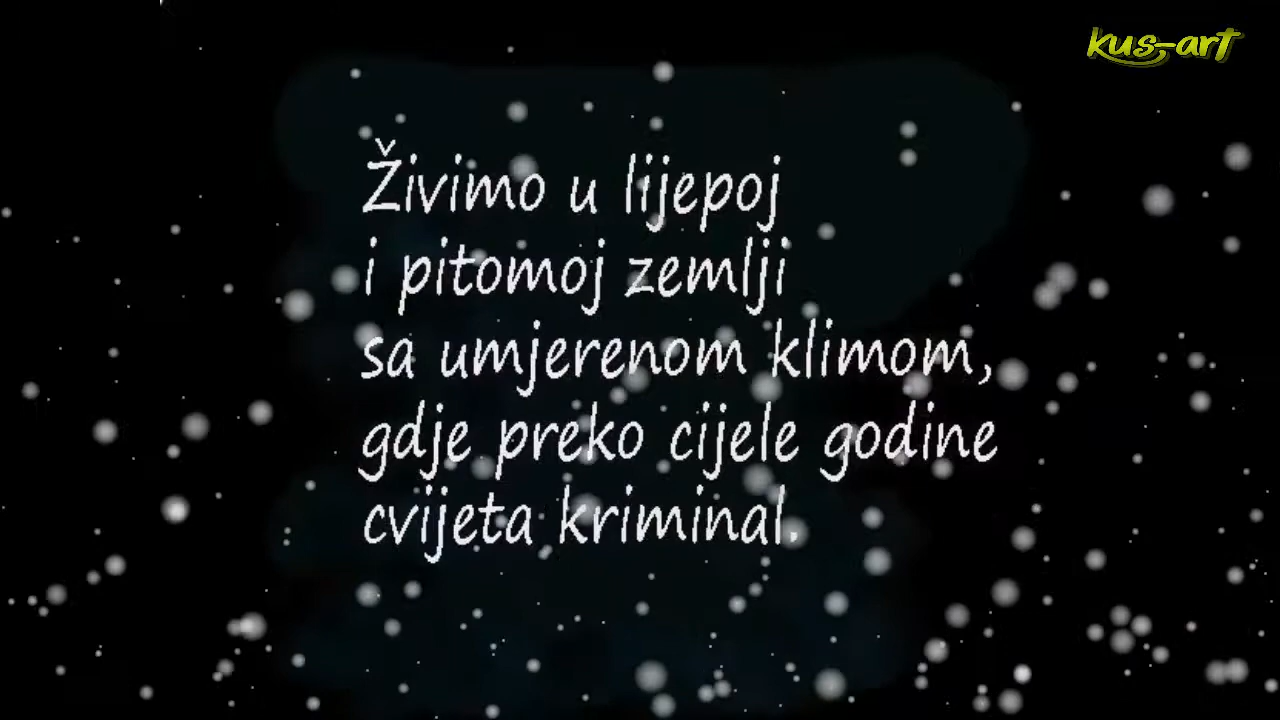 kus-art
Živimo u lijepoj
i pitomoj zemlji
sa umjerenom klimom,
gdje preko cijele godine
cvijeta kriminal.